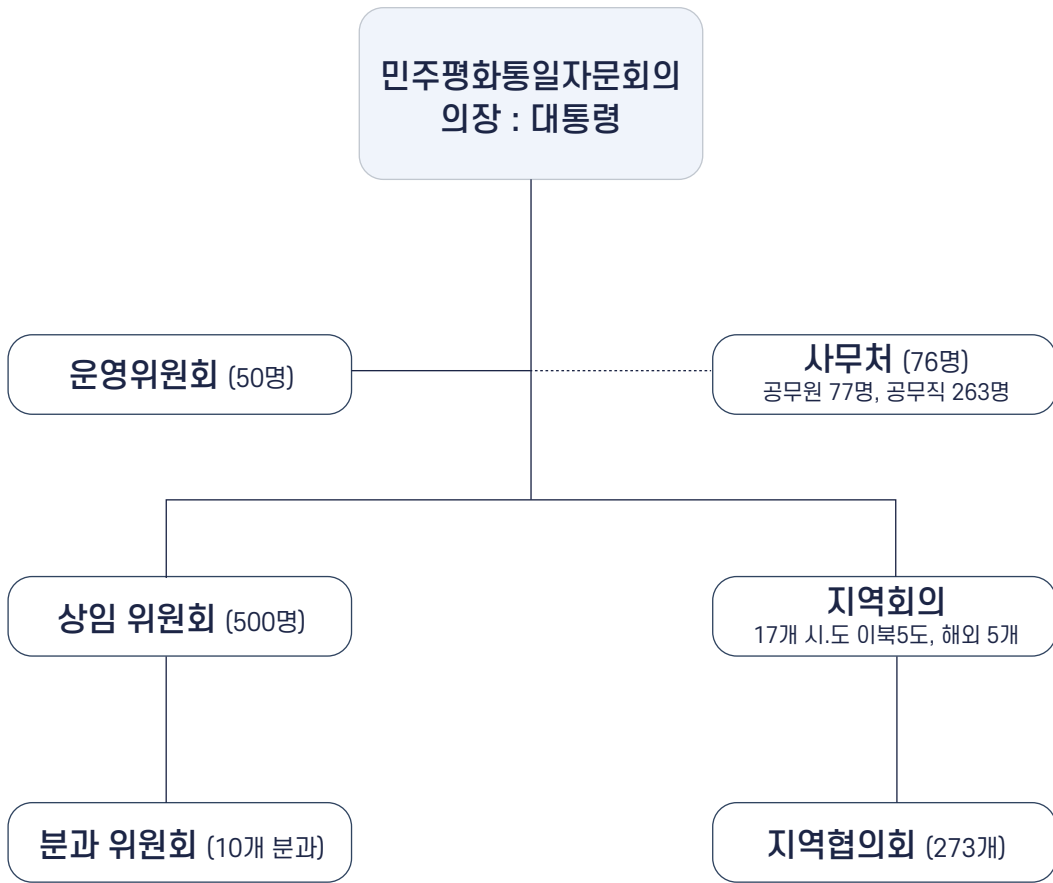 민주평화통일자문회의
의장 : 대통령
운영위원회 (50명)
사무처 (76명)
공무원 77명, 공무직 263명
상임 위원회 (500명)
지역회의
17개 시.도 이북5도, 해외 5개
분과 위원회 (10개 분과)
지역협의회 (273개)